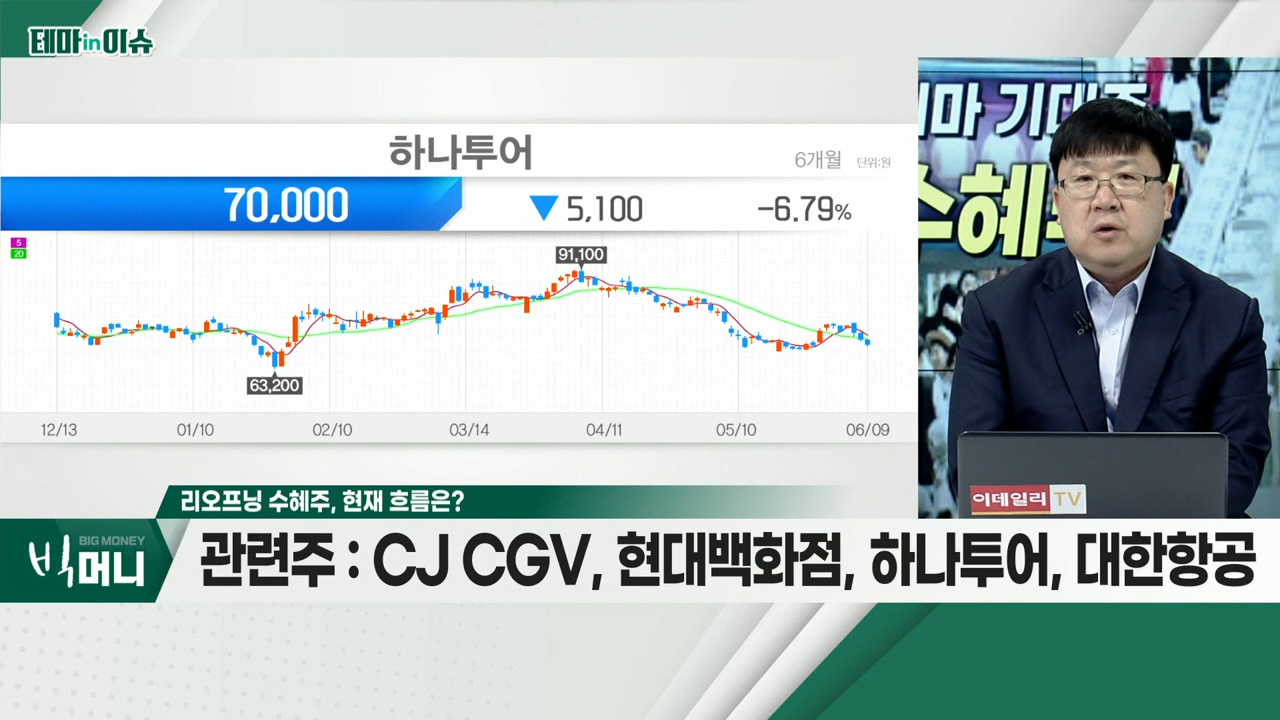 테마in이슈
하나투어
6개월 단위:원
70,000 ▼5,100 -6.79%
5
20
91,100
63,200
12/13 01/10 02/10 03/14 04/11 05/10 06/09
기대주
이데일리TV
리오프닝 수혜주, 현재 흐름은?
BIG MONEY
빅머니
관련주 : CJ CGV, 현대백화점, 하나투어, 대한항공